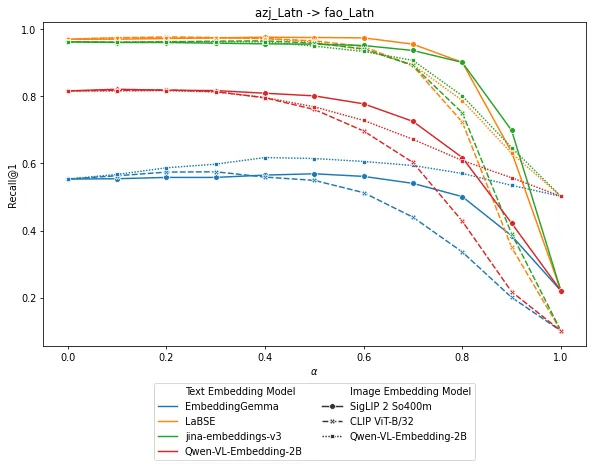 azj_Latn -> fao_Latn
Recall@1
1.0
0.8
0.6
0.4
0.2
0.0 0.2 0.4 0.6 0.8 1.0
α
Text Embedding Model Image Embedding Model
EmbeddingGemma SigLIP 2 So400m
LaBSE CLIP ViT-B/32
jina-embeddings-v3 Qwen-VL-Embedding-2B
Qwen-VL-Embedding-2B